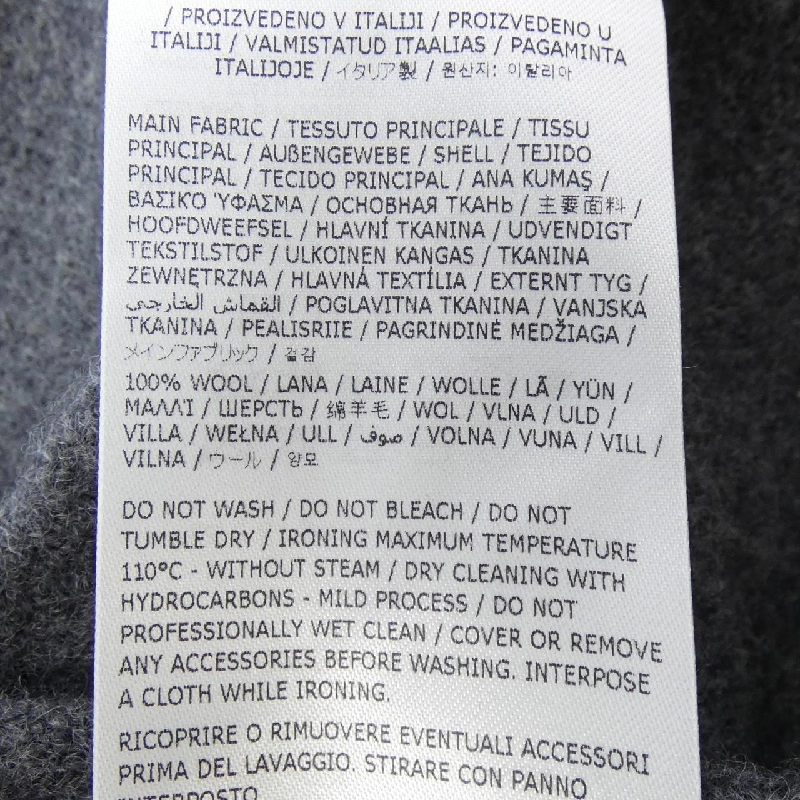 / PROIZVEDENO V ITALIJI / PROIZVEDENO U
ITALIJI / VALMISTATUD ITAALIAS / PAGAMINTA
ITALIJOJE / イタリア製 / 원산지: 이탈리아
MAIN FABRIC / TESSUTO PRINCIPALE / TISSU
PRINCIPAL / AUßENGEWEBE / SHELL / TEJIDO
PRINCIPAL / TECIDO PRINCIPAL / ANA KUMAŞ /
ΒΑΣΙΚΌ ΎΦΑΣΜΑ / ОСНОВНАЯ ТКАНЬ / 主要面料 /
HOOFDWEEFSEL / HLAVNÍ TKANINA / UDVENDIGT
TEKSTILSTOF / ULKOINEN KANGAS / TKANINA
ZEWNĘTRZNA / HLAVNÁ TEXTÍLIA / EXTERNT TYG /
القماش الخارجي / POGLAVITNA TKANINA / VANJSKA
TKANINA / PEALISRIIE / PAGRINDINĖ MEDŽIAGA /
メインファブリック / 겉감
100% WOOL / LANA / LAINE / WOLLE / LÃ / YÜN /
ΜΑΛΛΊ / ШЕРСТЬ / 绵羊毛 / WOL / VLNA / ULD /
VILLA / WEŁNA / ULL / صوف / VOLNA / VUNA / VILL /
VILNA / ウール / 양모
DO NOT WASH / DO NOT BLEACH / DO NOT
TUMBLE DRY / IRONING MAXIMUM TEMPERATURE
110°C - WITHOUT STEAM / DRY CLEANING WITH
HYDROCARBONS - MILD PROCESS / DO NOT
PROFESSIONALLY WET CLEAN / COVER OR REMOVE
ANY ACCESSORIES BEFORE WASHING. INTERPOSE
A CLOTH WHILE IRONING.
RICOPRIRE O RIMUOVERE EVENTUALI ACCESSORI
PRIMA DEL LAVAGGIO. STIRARE CON PANNO
INTERPOSTO